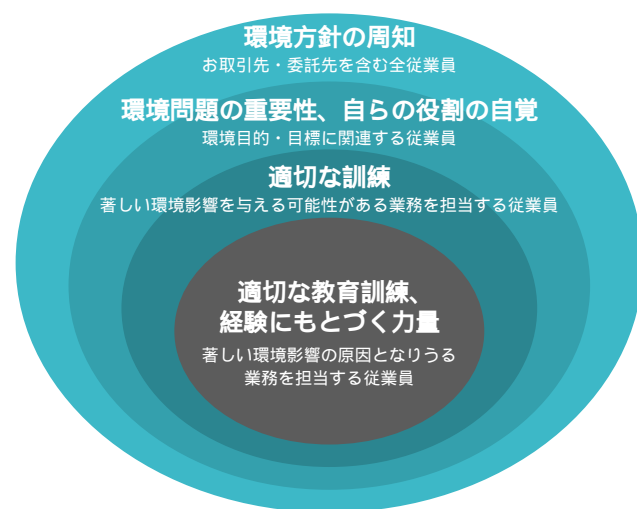 環境方針の周知
お取引先・委託先を含む全従業員
環境問題の重要性、自らの役割の自覚
環境目的・目標に関連する従業員
適切な訓練
著しい環境影響を与える可能性がある業務を担当する従業員
適切な教育訓練、
経験にもとづく力量
著しい環境影響の原因となりうる
業務を担当する従業員